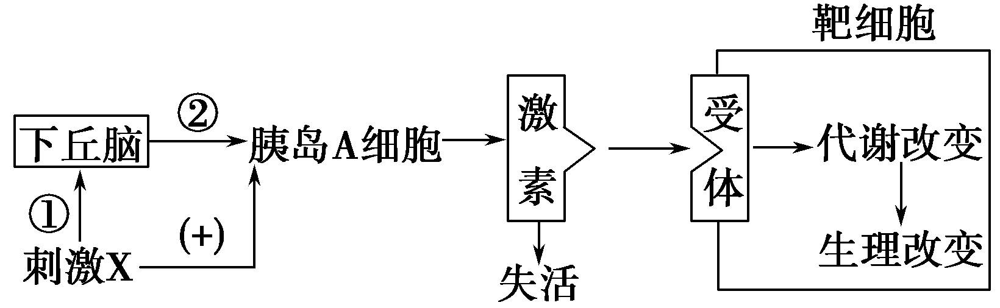 靶细胞
②
激素
受体
下丘脑
胰岛A细胞
代谢改变
①
(+)
刺激X
失活
生理改变